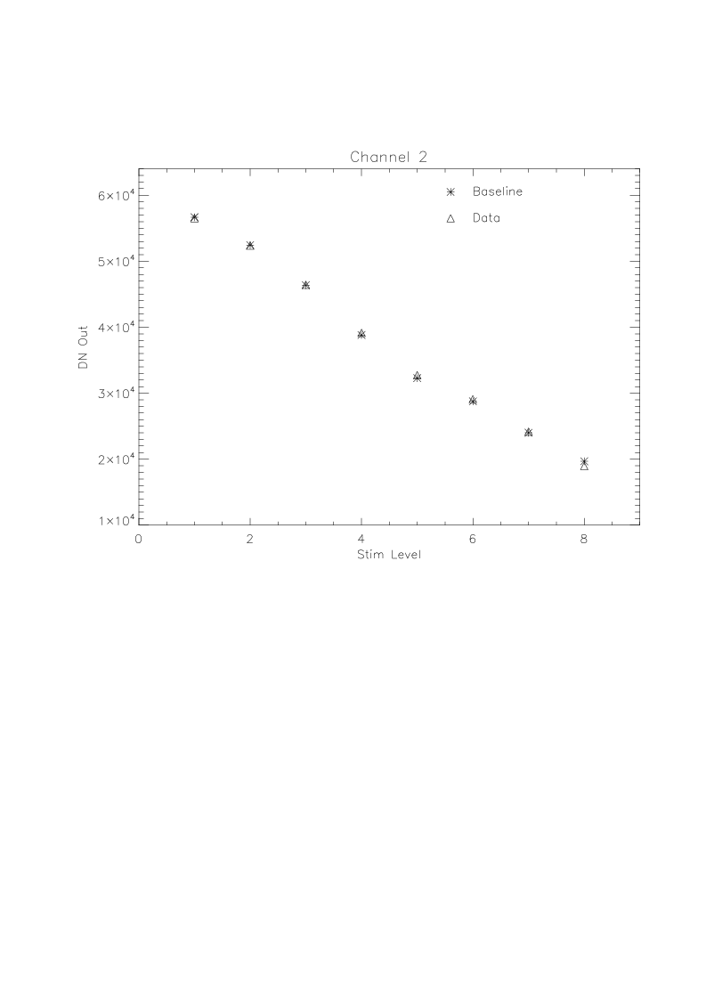 Channel 2
6×10⁴
5×10⁴
4×10⁴
3×10⁴
2×10⁴
1×10⁴
DN Out
Baseline
Data
0 2 4 6 8
Stim Level